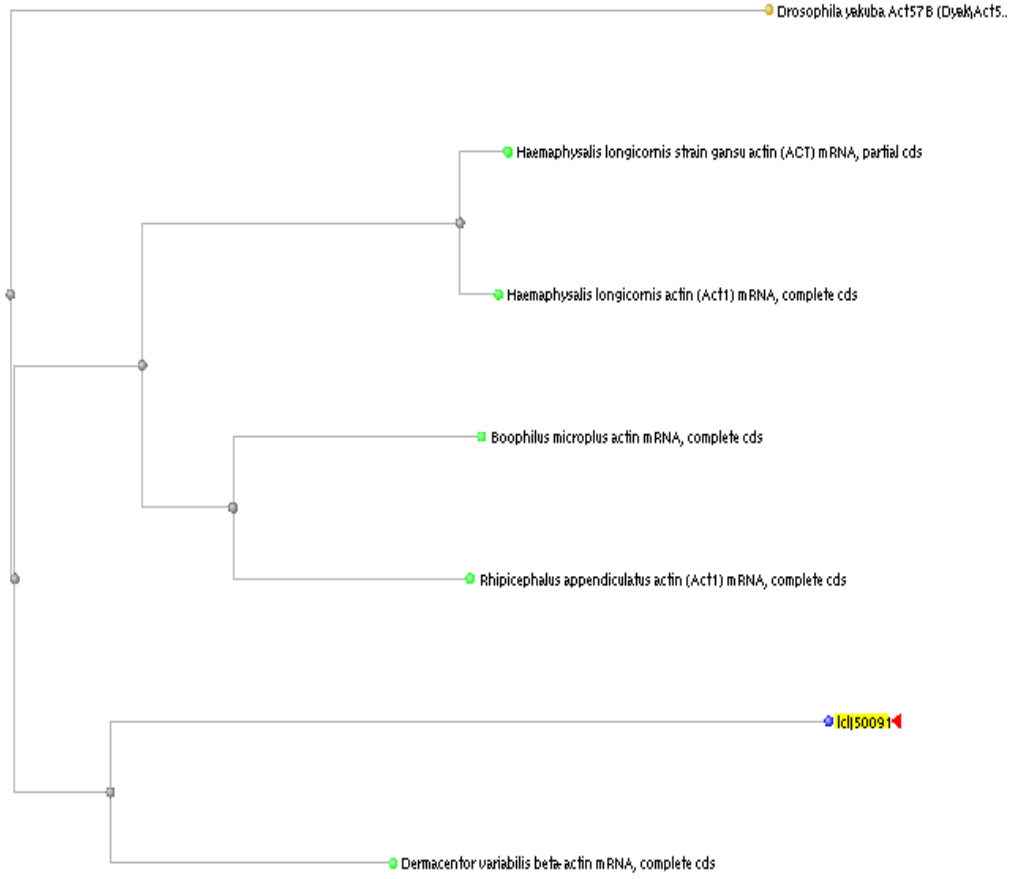 Drosophila yakuba Act57B (Dyak\Act5..
Haemaphysalis longicornis strain gansu actin (ACT) mRNA, partial cds
Haemaphysalis longicornis actin (Act1) mRNA, complete cds
Boophilus microplus actin mRNA, complete cds
Rhipicephalus appendiculatus actin (Act1) mRNA, complete cds
lcl|50091
Dermacentor variabilis beta-actin mRNA, complete cds